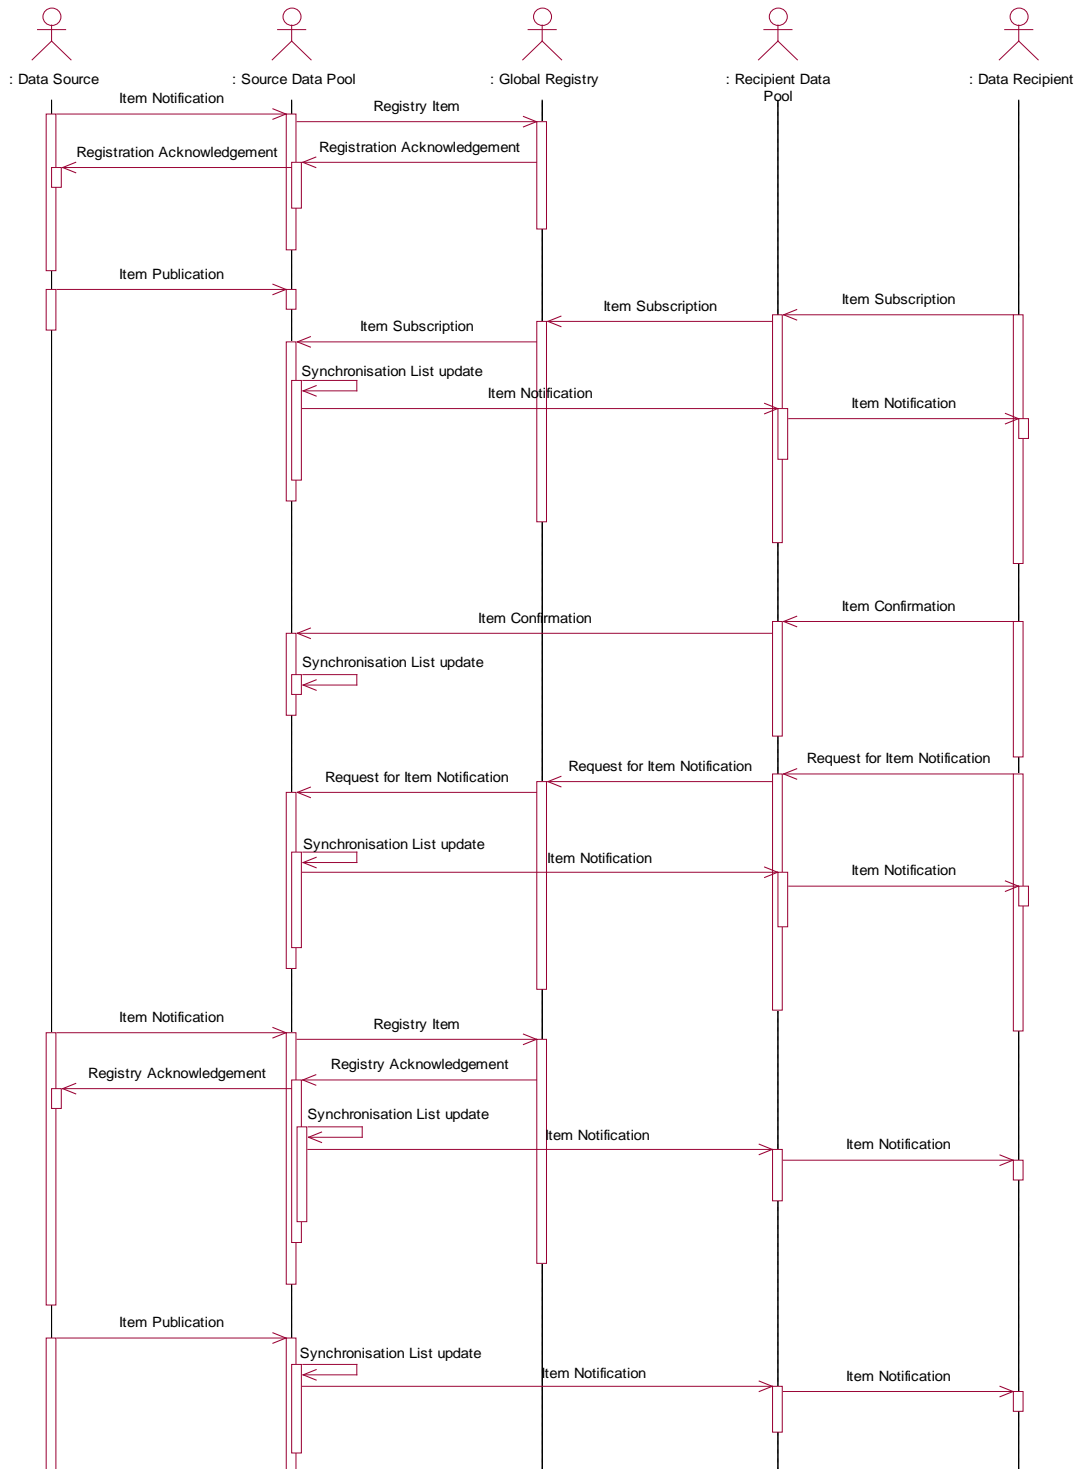 : Data Source
: Source Data Pool
: Global Registry
: Recipient Data
Pool
: Data Recipient
Item Notification
Registry Item
Registration Acknowledgement
Registration Acknowledgement
Item Publication
Item Subscription
Item Subscription
Item Subscription
Synchronisation List update
Item Notification
Item Notification
Item Confirmation
Item Confirmation
Synchronisation List update
Request for Item Notification
Request for Item Notification
Request for Item Notification
Synchronisation List update
Item Notification
Item Notification
Item Notification
Registry Item
Registry Acknowledgement
Registry Acknowledgement
Synchronisation List update
Item Notification
Item Notification
Item Publication
Synchronisation List update
Item Notification
Item Notification